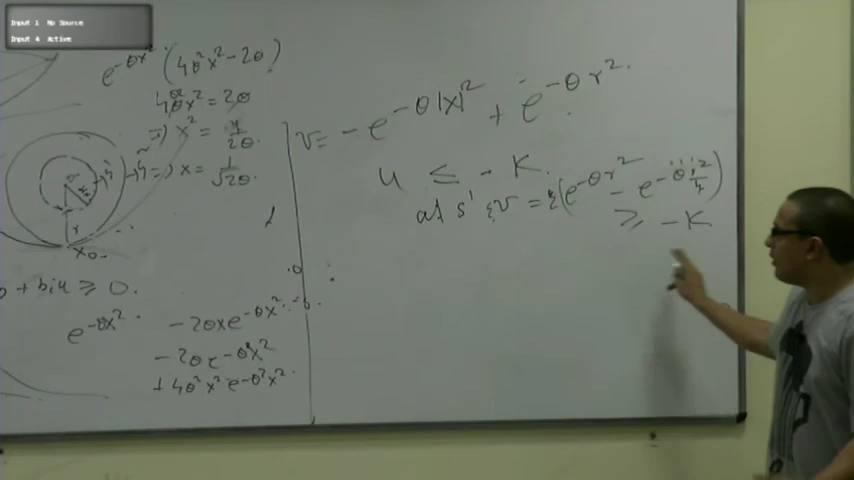 Input 1 No Source
Input 4 Active
e^{-θx²} (4θ²x² - 2θ)
4θ²x² = 2θ
⇒ x² = 1/2θ
⇒ x = 1/√2θ
x₀
+ biu ≥ 0.
e^{-θx²}
-2θxe^{-θx²}
-2θe^{-θx²}
+4θ²x²e^{-θ²x²}
v = -e^{-θ|x|²} + e^{-θr²}
u ≤ -K.
at s' εv = ε(e^{-θr²} - e^{-θr²/4})
≥ -K